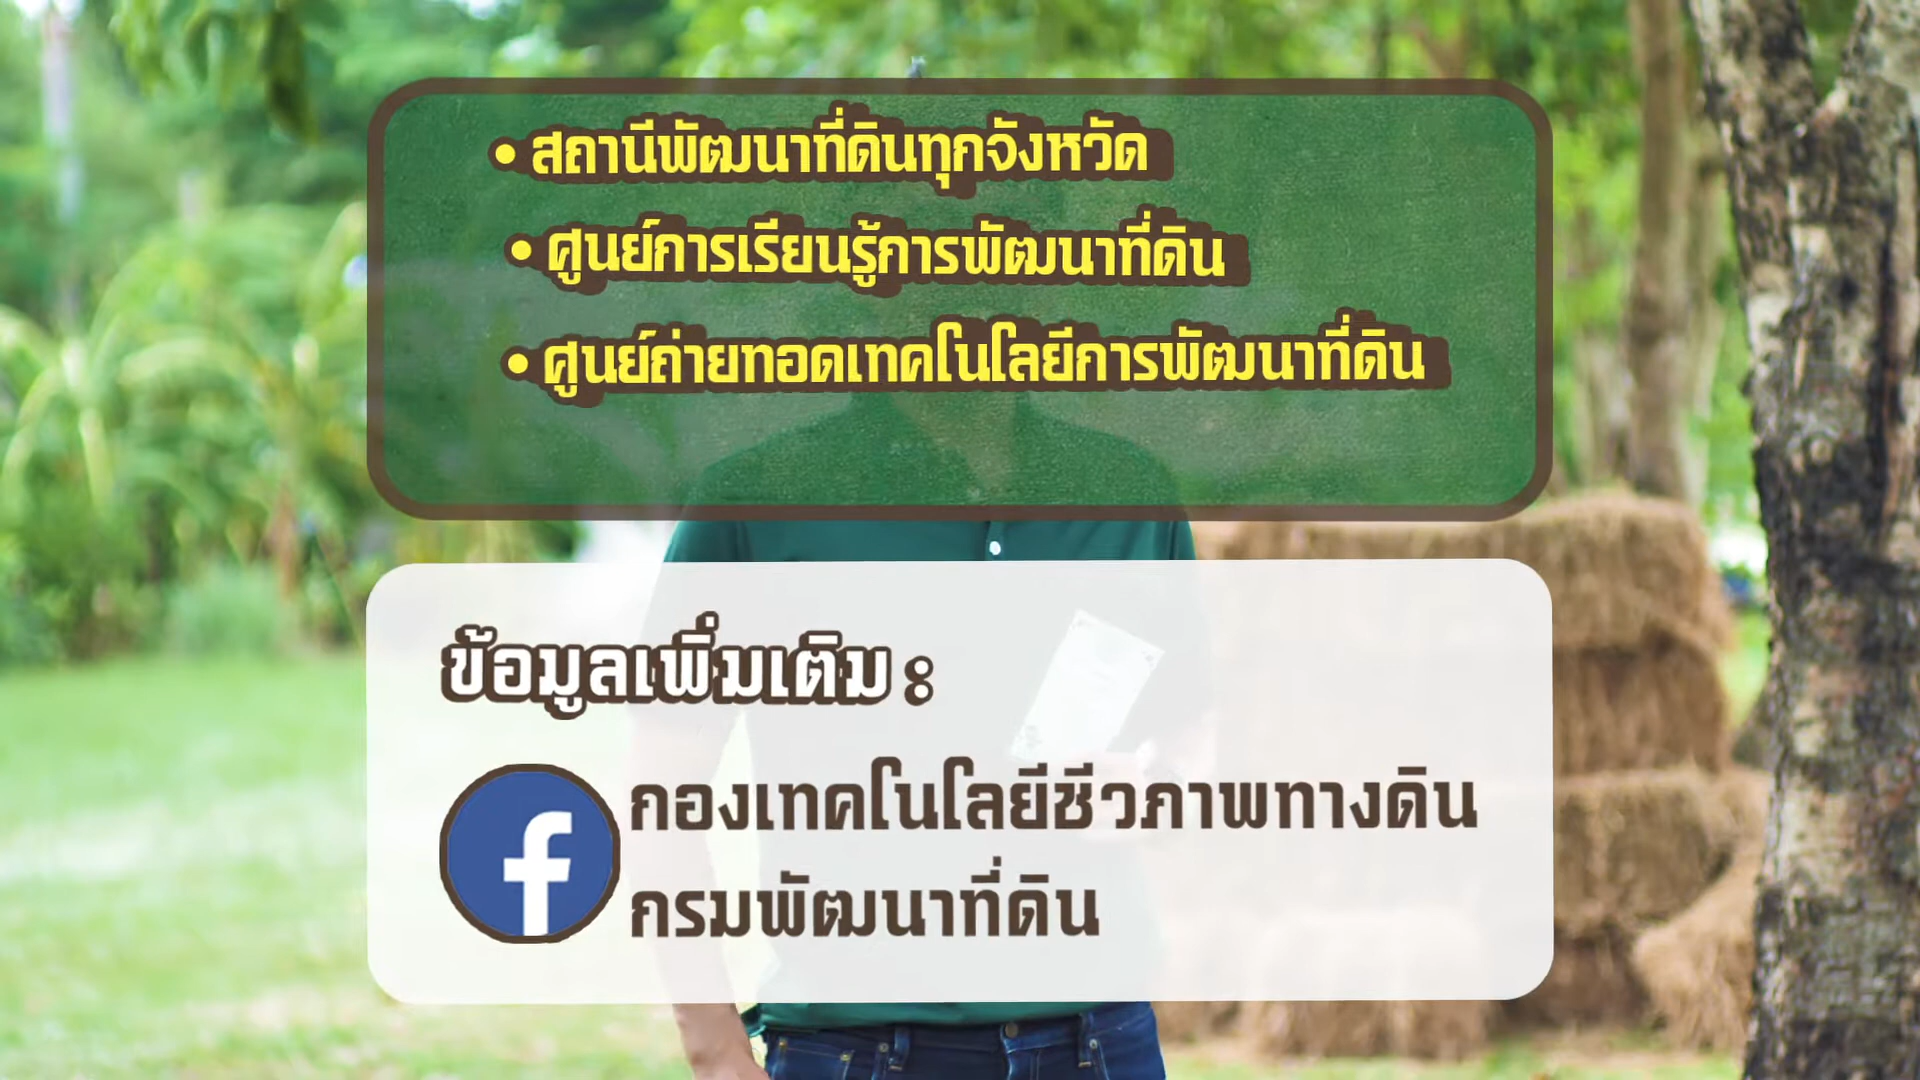 • สถานีพัฒนาที่ดินทุกจังหวัด
• ศูนย์การเรียนรู้การพัฒนาที่ดิน
• ศูนย์ถ่ายทอดเทคโนโลยีการพัฒนาที่ดิน
ข้อมูลเพิ่มเติม :
กองเทคโนโลยีชีวภาพทางดิน
กรมพัฒนาที่ดิน